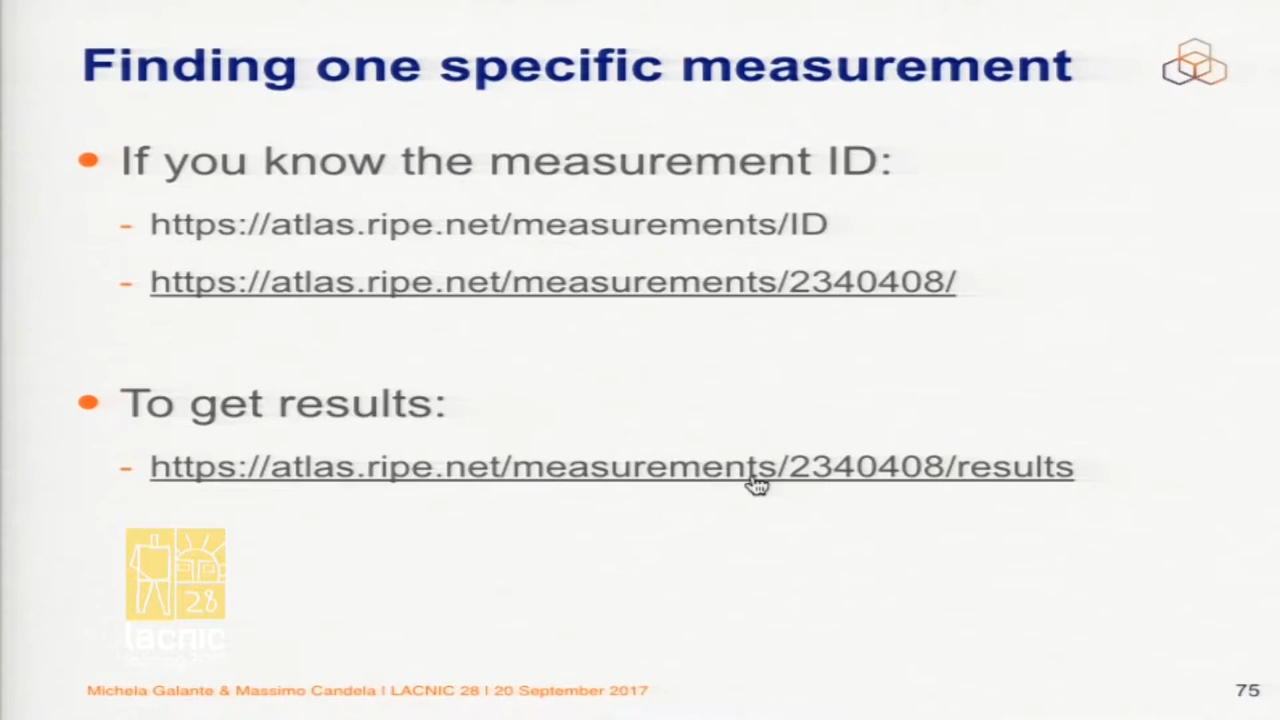 Finding one specific measurement
• If you know the measurement ID:
- https://atlas.ripe.net/measurements/ID
- https://atlas.ripe.net/measurements/2340408/
• To get results:
- https://atlas.ripe.net/measurements/2340408/results
28
lacnic
Michela Galante & Massimo Candela | LACNIC 28 | 20 September 2017
75